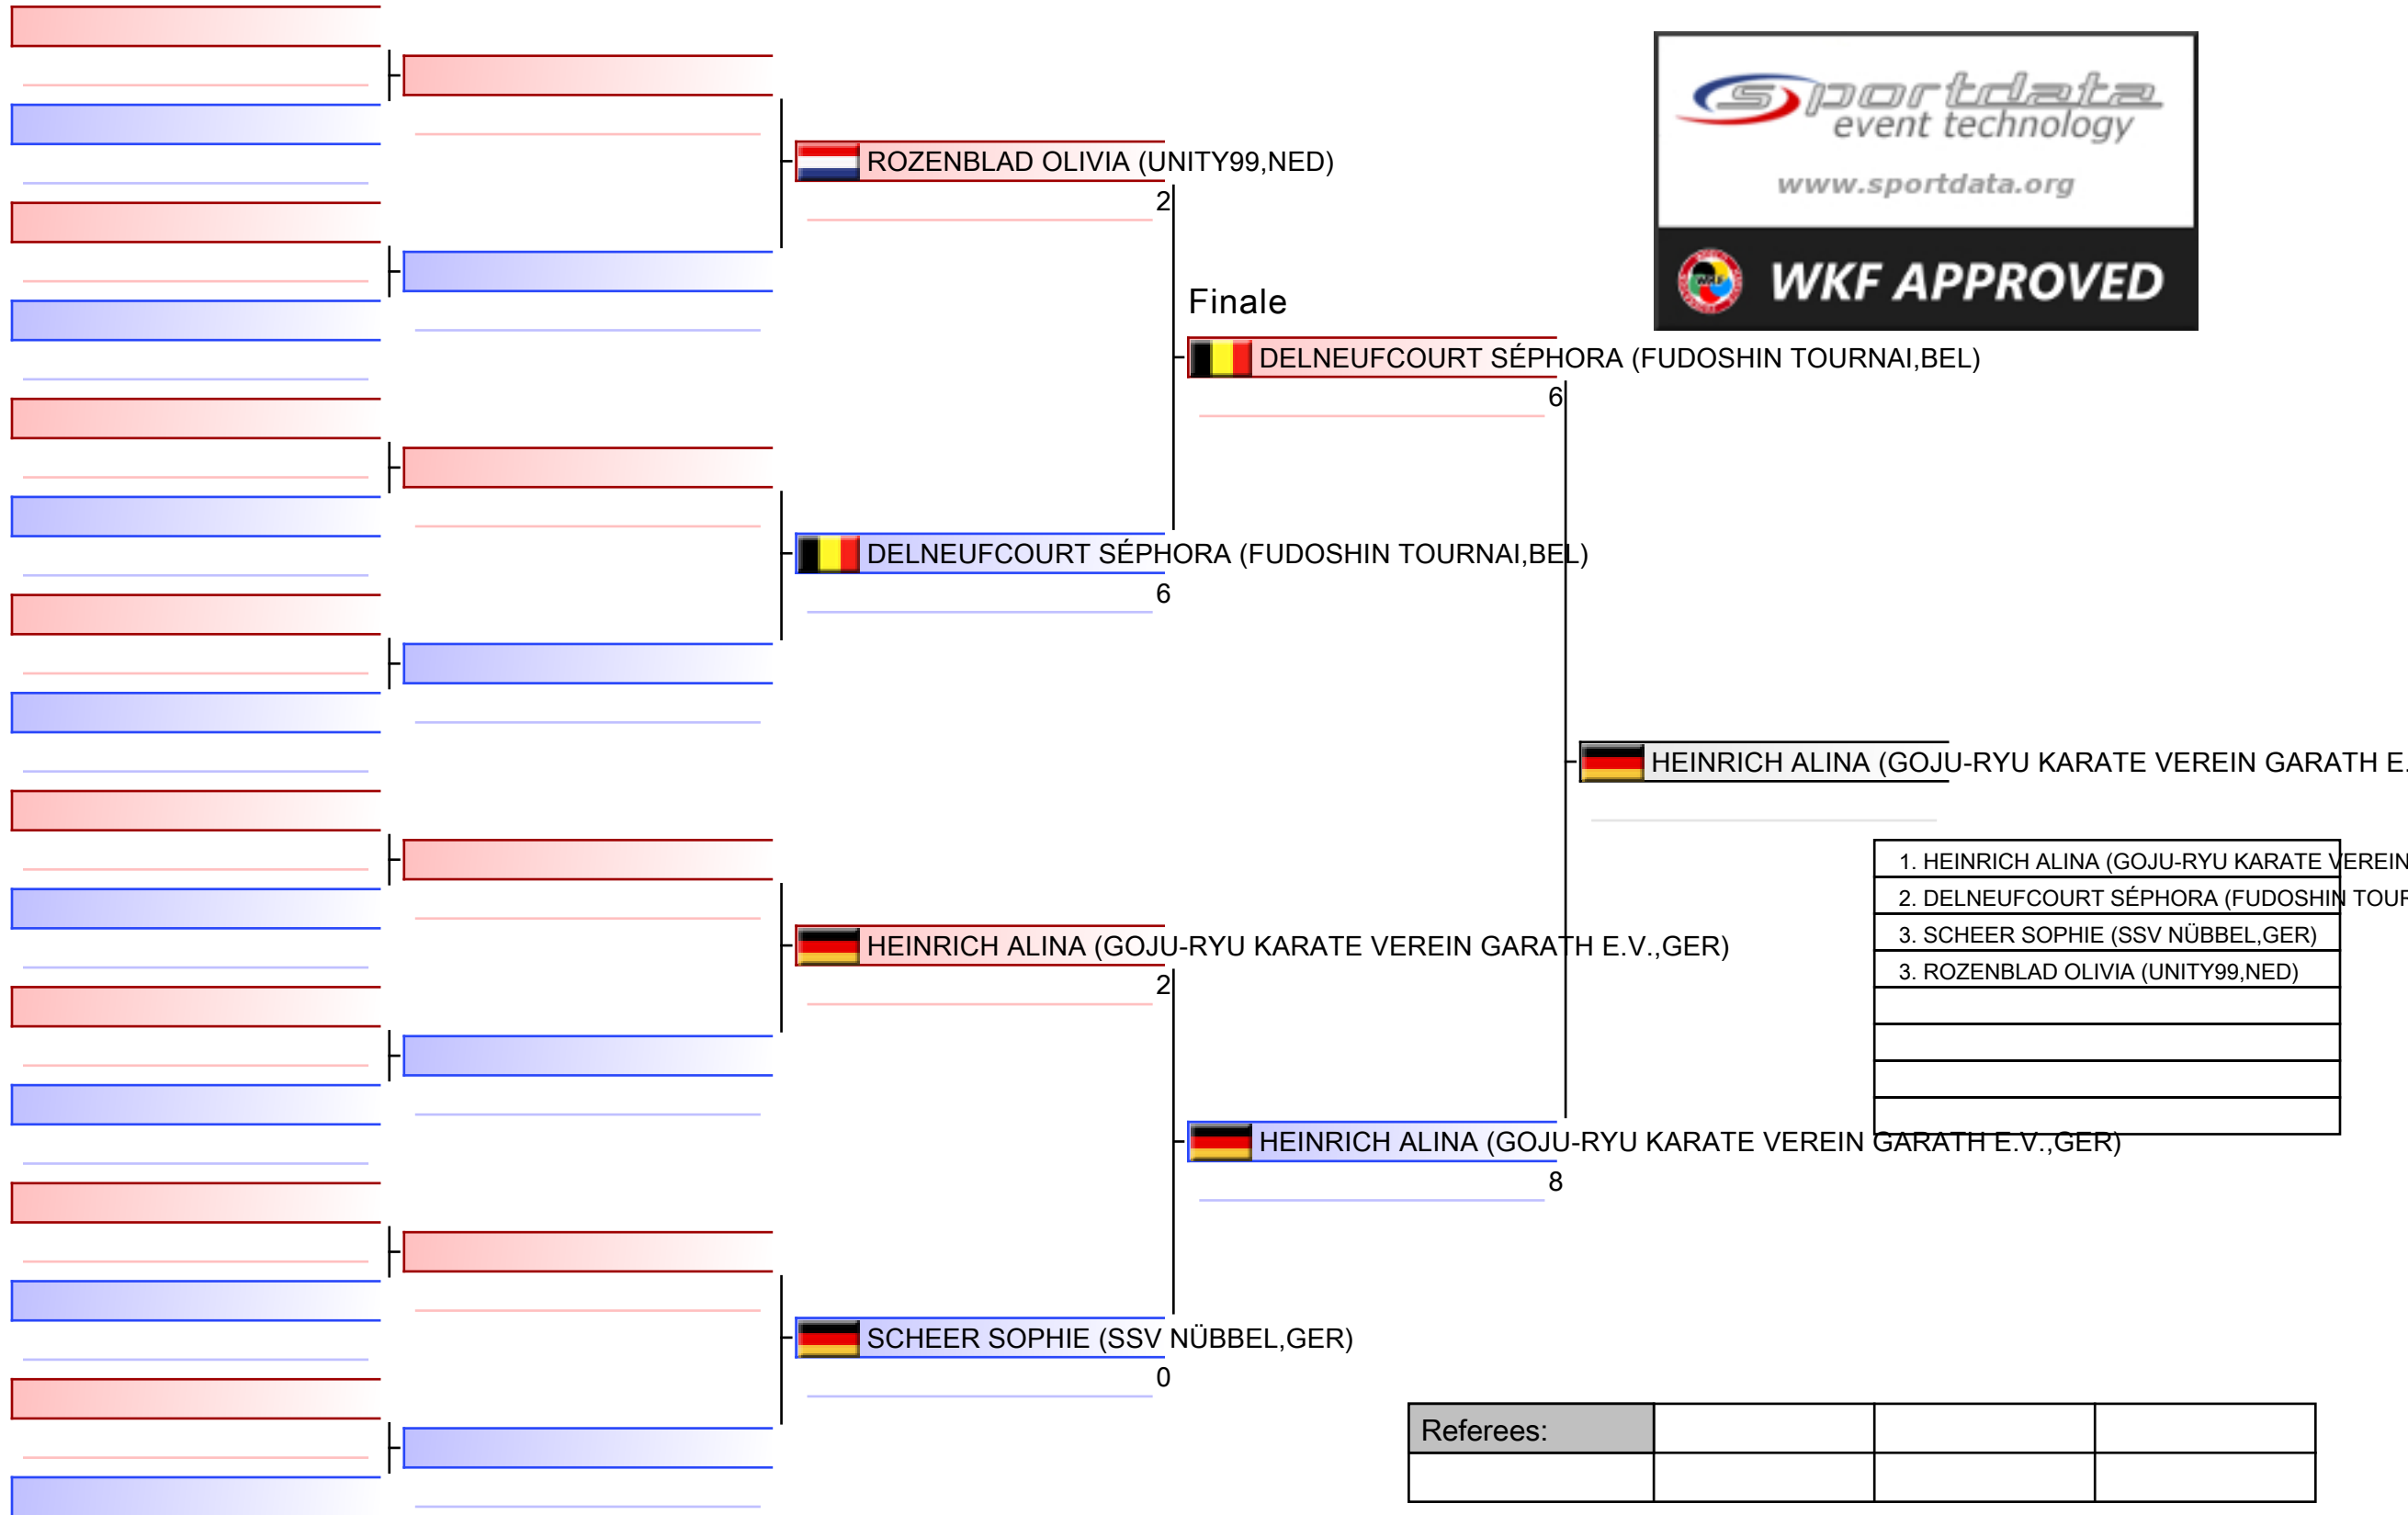 sportdata
event technology
www.sportdata.org
WKF APPROVED
ROZENBLAD OLIVIA (UNITY99,NED)
2
Finale
DELNEUFCOURT SÉPHORA (FUDOSHIN TOURNAI,BEL)
6
DELNEUFCOURT SÉPHORA (FUDOSHIN TOURNAI,BEL)
6
HEINRICH ALINA (GOJU-RYU KARATE VEREIN GARATH E.
1. HEINRICH ALINA (GOJU-RYU KARATE VEREIN
2. DELNEUFCOURT SÉPHORA (FUDOSHIN TOUR
3. SCHEER SOPHIE (SSV NÜBBEL,GER)
3. ROZENBLAD OLIVIA (UNITY99,NED)
HEINRICH ALINA (GOJU-RYU KARATE VEREIN GARATH E.V.,GER)
2
HEINRICH ALINA (GOJU-RYU KARATE VEREIN GARATH E.V.,GER)
8
SCHEER SOPHIE (SSV NÜBBEL,GER)
0
Referees: